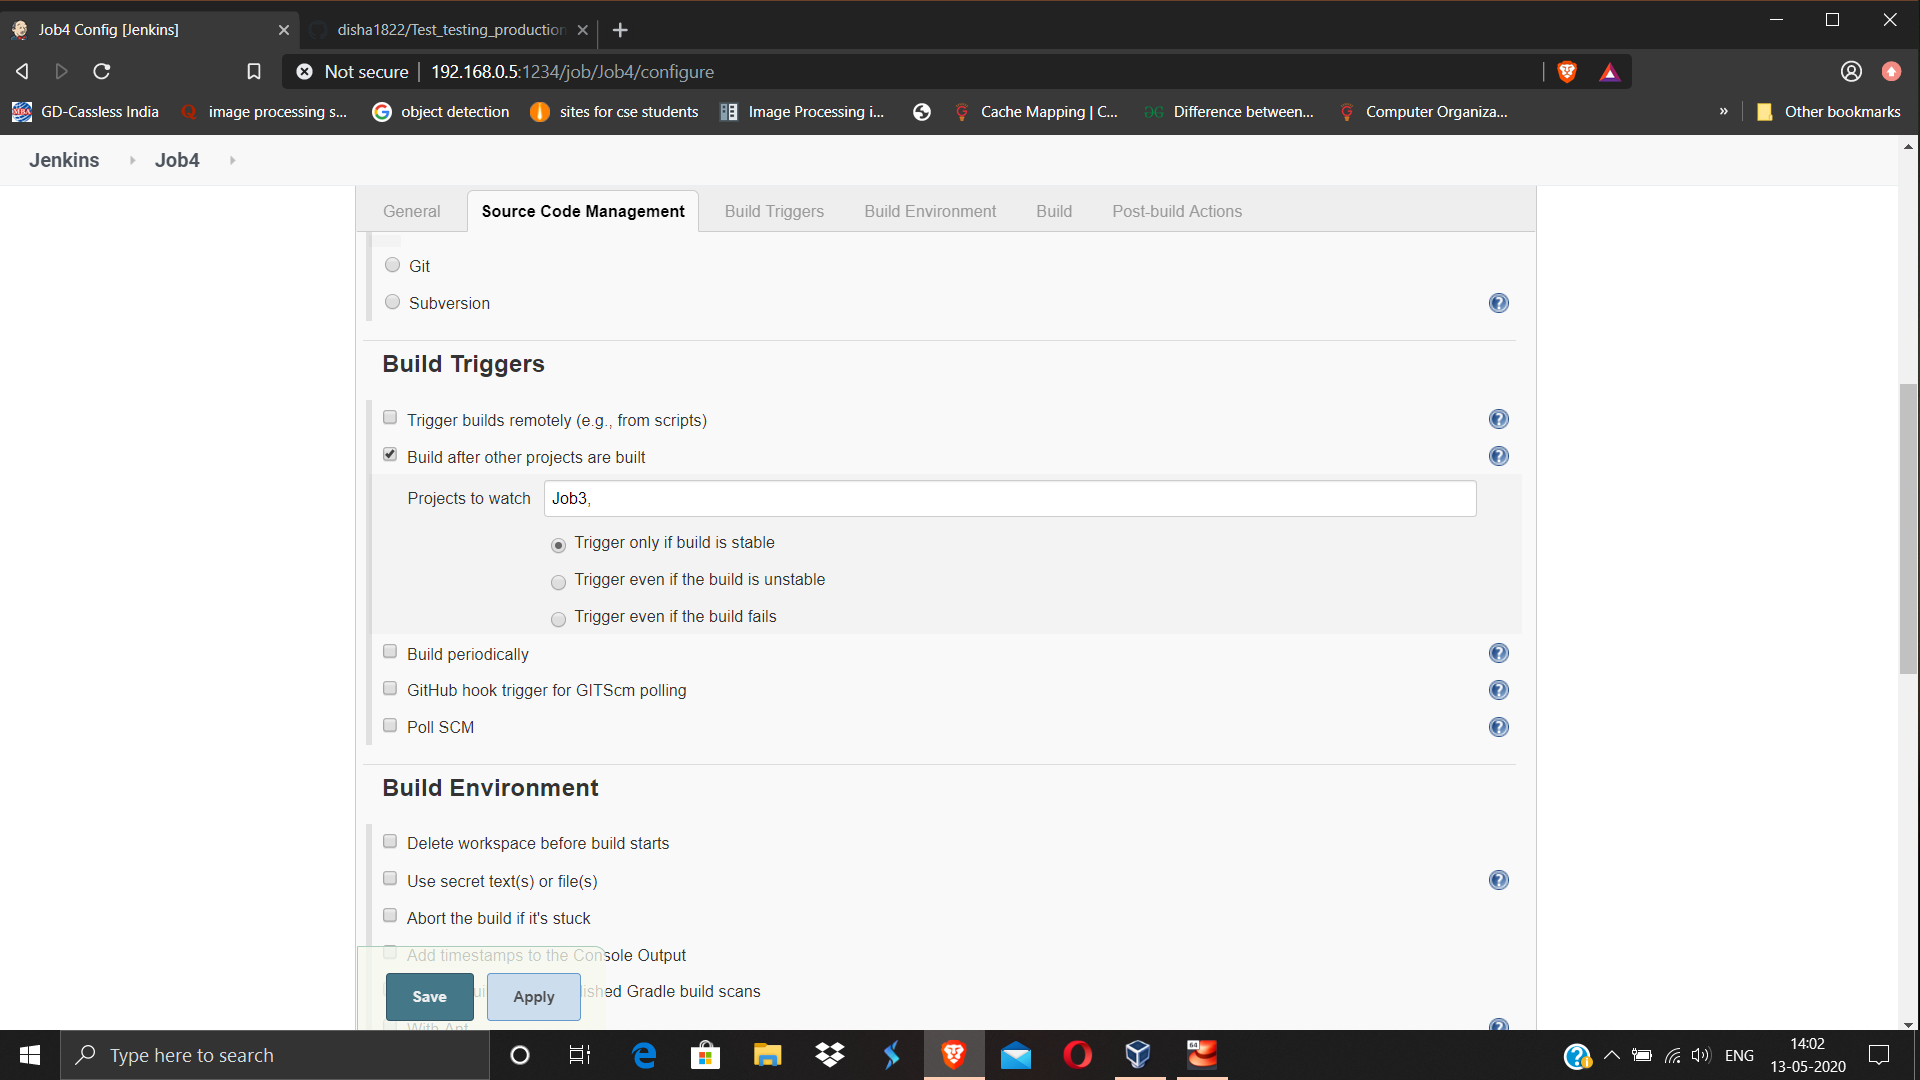 Job4 Config [Jenkins]
disha1822/Test_testing_production
Not secure
192.168.0.5:1234/job/Job4/configure
GD-Cassless India
image processing s...
object detection
sites for cse students
Image Processing i...
Cache Mapping | C...
Difference between...
Computer Organiza...
»
Other bookmarks
Jenkins
Job4
General
Source Code Management
Build Triggers
Build Environment
Build
Post-build Actions
Git
Subversion
Build Triggers
Trigger builds remotely (e.g., from scripts)
Build after other projects are built
Projects to watch
Job3,
Trigger only if build is stable
Trigger even if the build is unstable
Trigger even if the build fails
Build periodically
GitHub hook trigger for GITScm polling
Poll SCM
Build Environment
Delete workspace before build starts
Use secret text(s) or file(s)
Abort the build if it's stuck
Add timestamps to the Console Output
Gradle build scans
Save
Apply
With Ant
Type here to search
64
ENG
14:02
13-05-2020